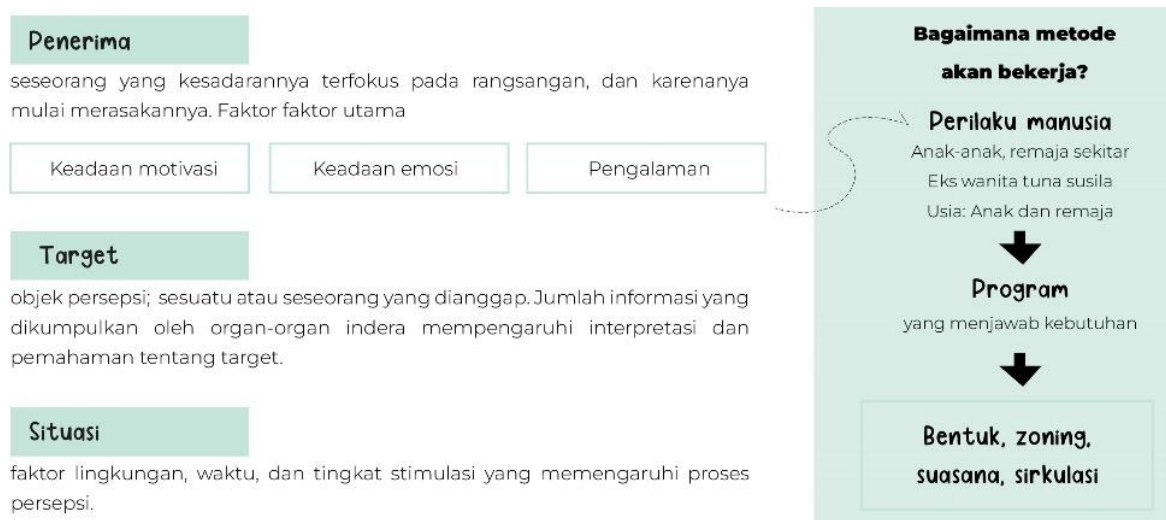 Penerima
seseorang yang kesadarannya terfokus pada rangsangan, dan karenanya
mulai merasakannya. Faktor faktor utama
Keadaan motivasi
Keadaan emosi
Pengalaman
Target
objek persepsi; sesuatu atau seseorang yang dianggap. Jumlah informasi yang
dikumpulkan oleh organ-organ indera mempengaruhi interpretasi dan
pemahaman tentang target.
Situasi
faktor lingkungan, waktu, dan tingkat stimulasi yang memengaruhi proses
persepsi.
Bagaimana metode
akan bekerja?
Perilaku manusia
Anak-anak, remaja sekitar
Eks wanita tuna susila
Usia: Anak dan remaja
Program
yang menjawab kebutuhan
Bentuk, zoning,
suasana, sirkulasi